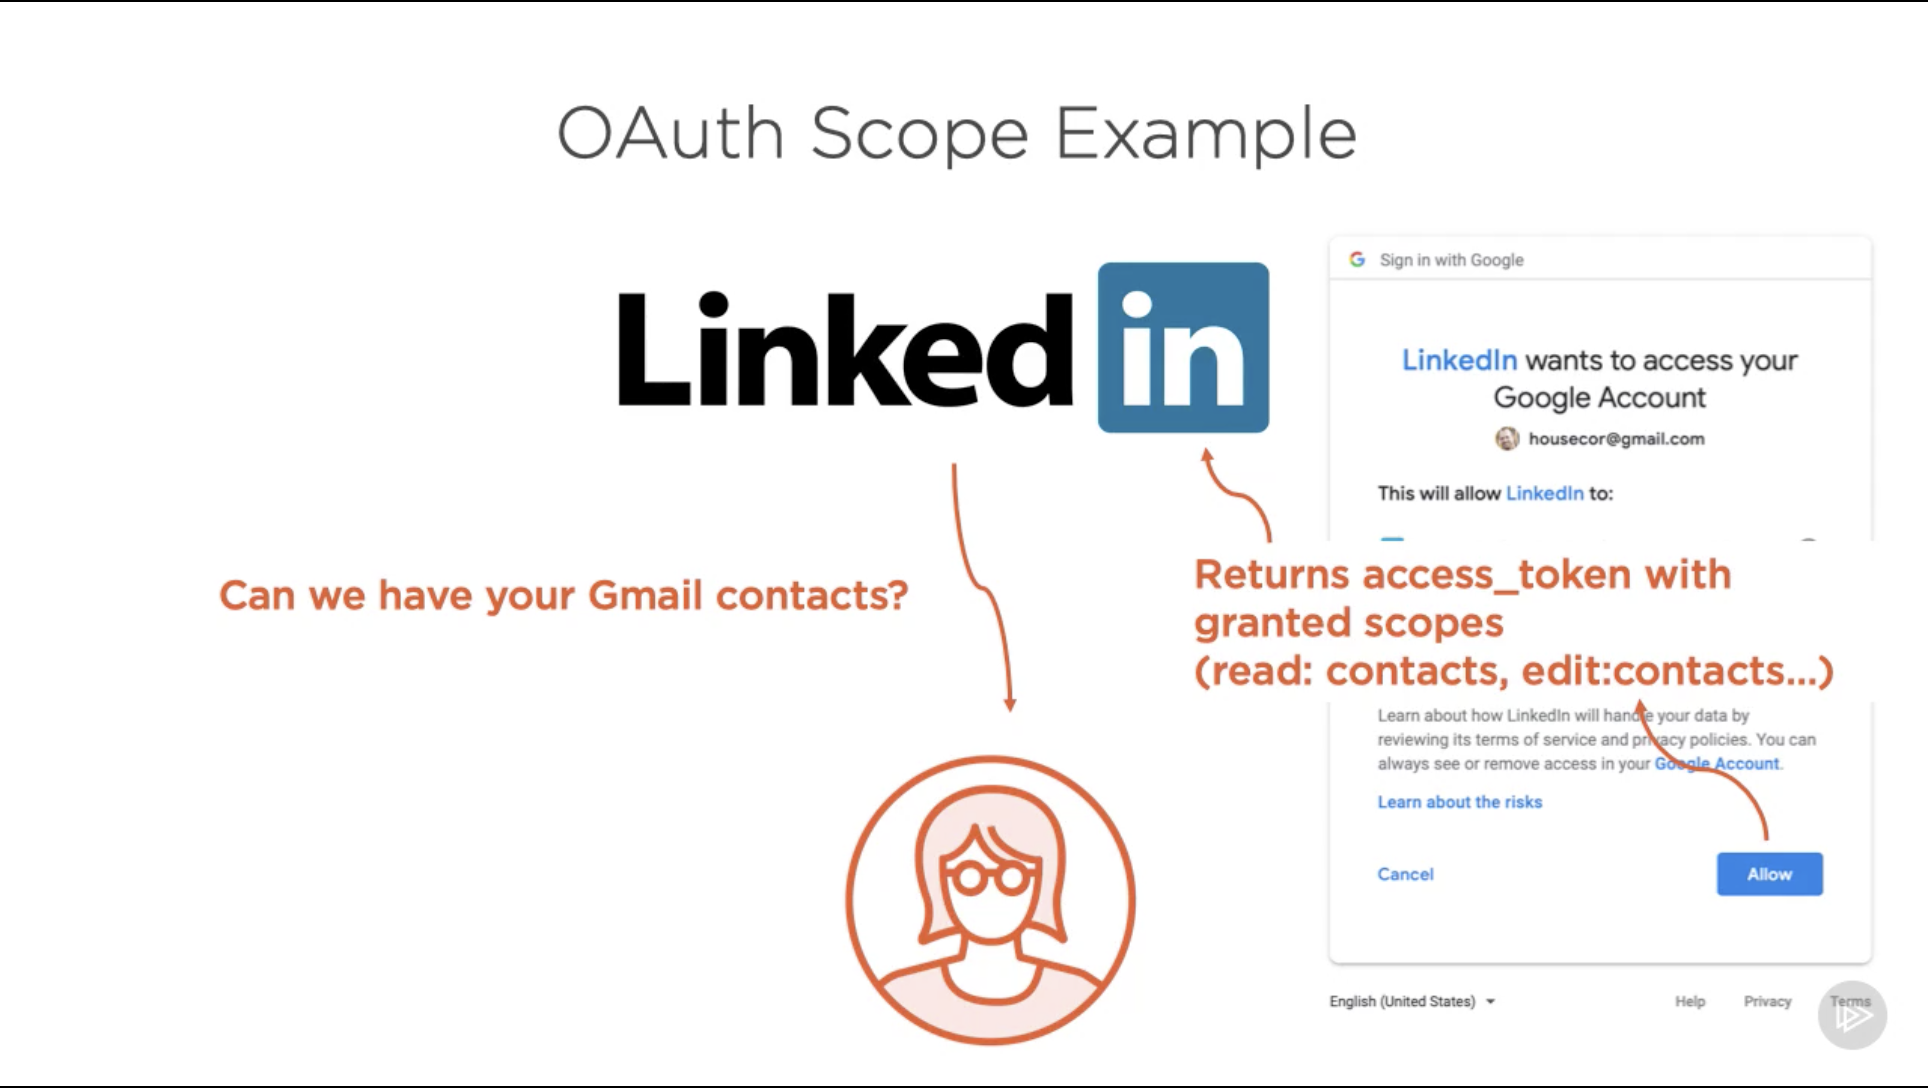 OAuth Scope Example
Linked in
Can we have your Gmail contacts?
Sign in with Google
LinkedIn wants to access your
Google Account
housecor@gmail.com
This will allow LinkedIn to:
Returns access_token with
granted scopes
(read: contacts, edit:contacts...)
Learn about how LinkedIn will handle your data by
reviewing its terms of service and privacy policies. You can
always see or remove access in your Google Account.
Learn about the risks
Cancel
Allow
English (United States)
Help
Privacy
Terms